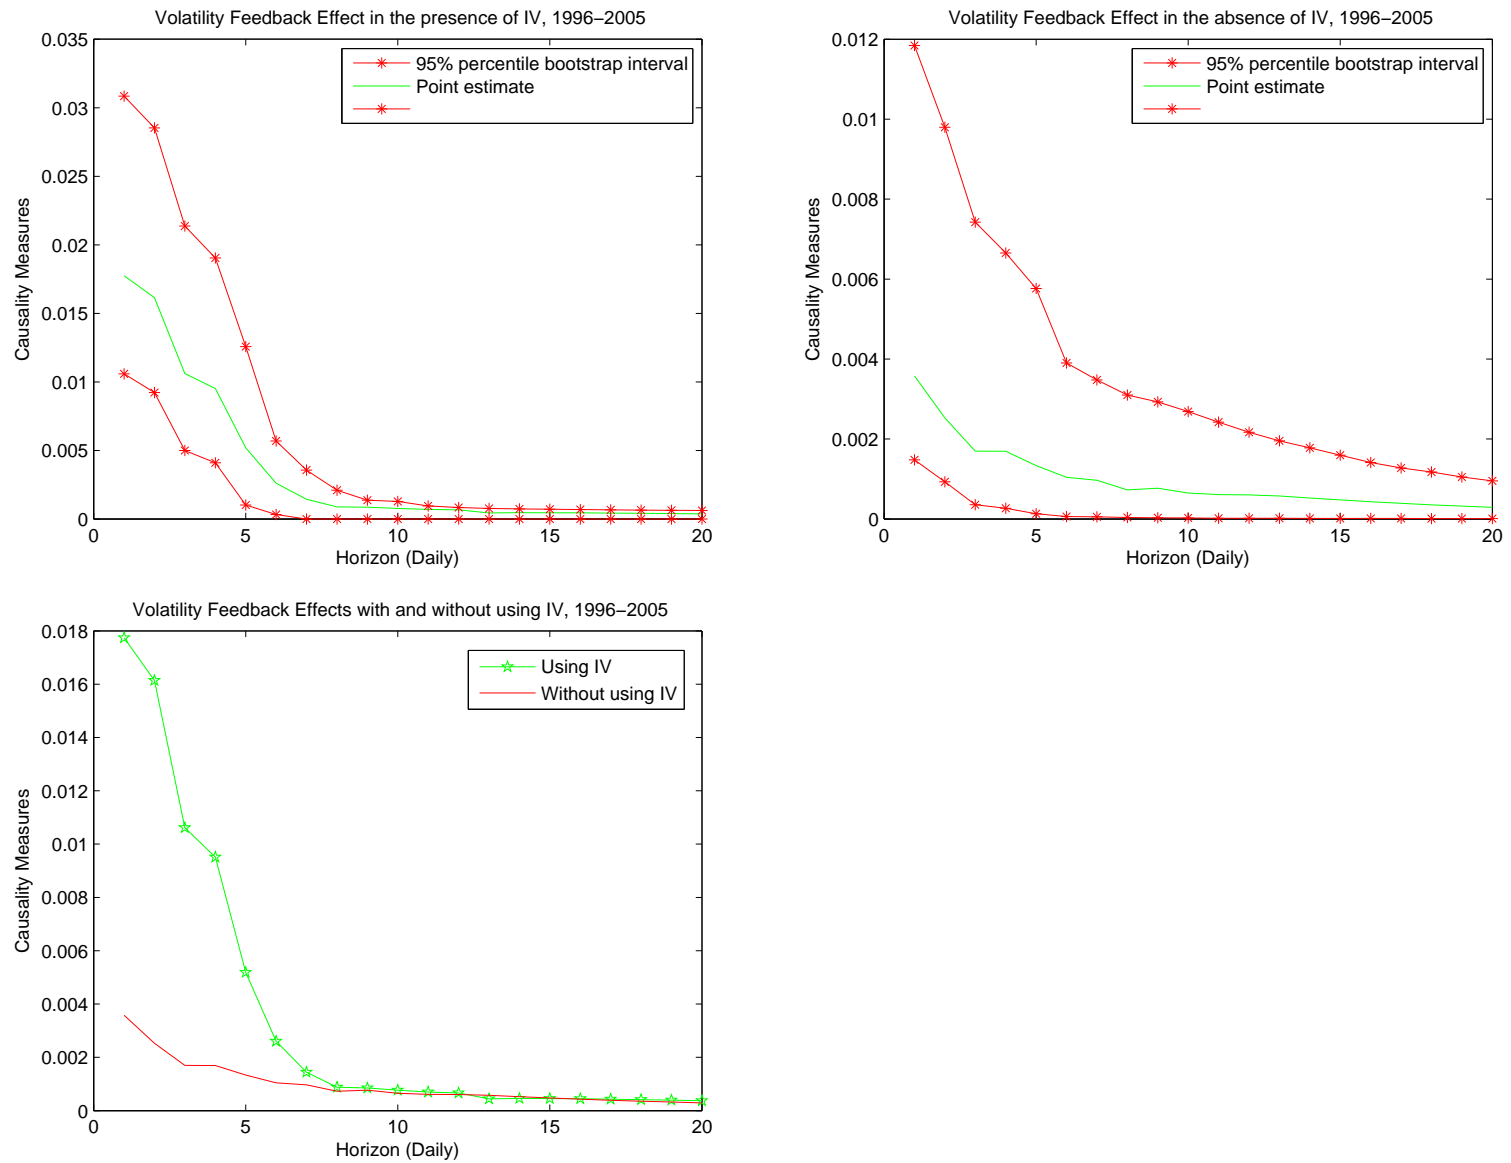 Volatility Feedback Effect in the presence of IV, 1996−2005
0.035
0.03
0.025
0.02
0.015
0.01
0.005
0
Causality Measures
95% percentile bootstrap interval
Point estimate
0 5 10 15 20
Horizon (Daily)
Volatility Feedback Effect in the absence of IV, 1996−2005
0.012
0.01
0.008
0.006
0.004
0.002
0
Causality Measures
95% percentile bootstrap interval
Point estimate
0 5 10 15 20
Horizon (Daily)
Volatility Feedback Effects with and without using IV, 1996−2005
0.018
0.016
0.014
0.012
0.01
0.008
0.006
0.004
0.002
0
Causality Measures
Using IV
Without using IV
0 5 10 15 20
Horizon (Daily)